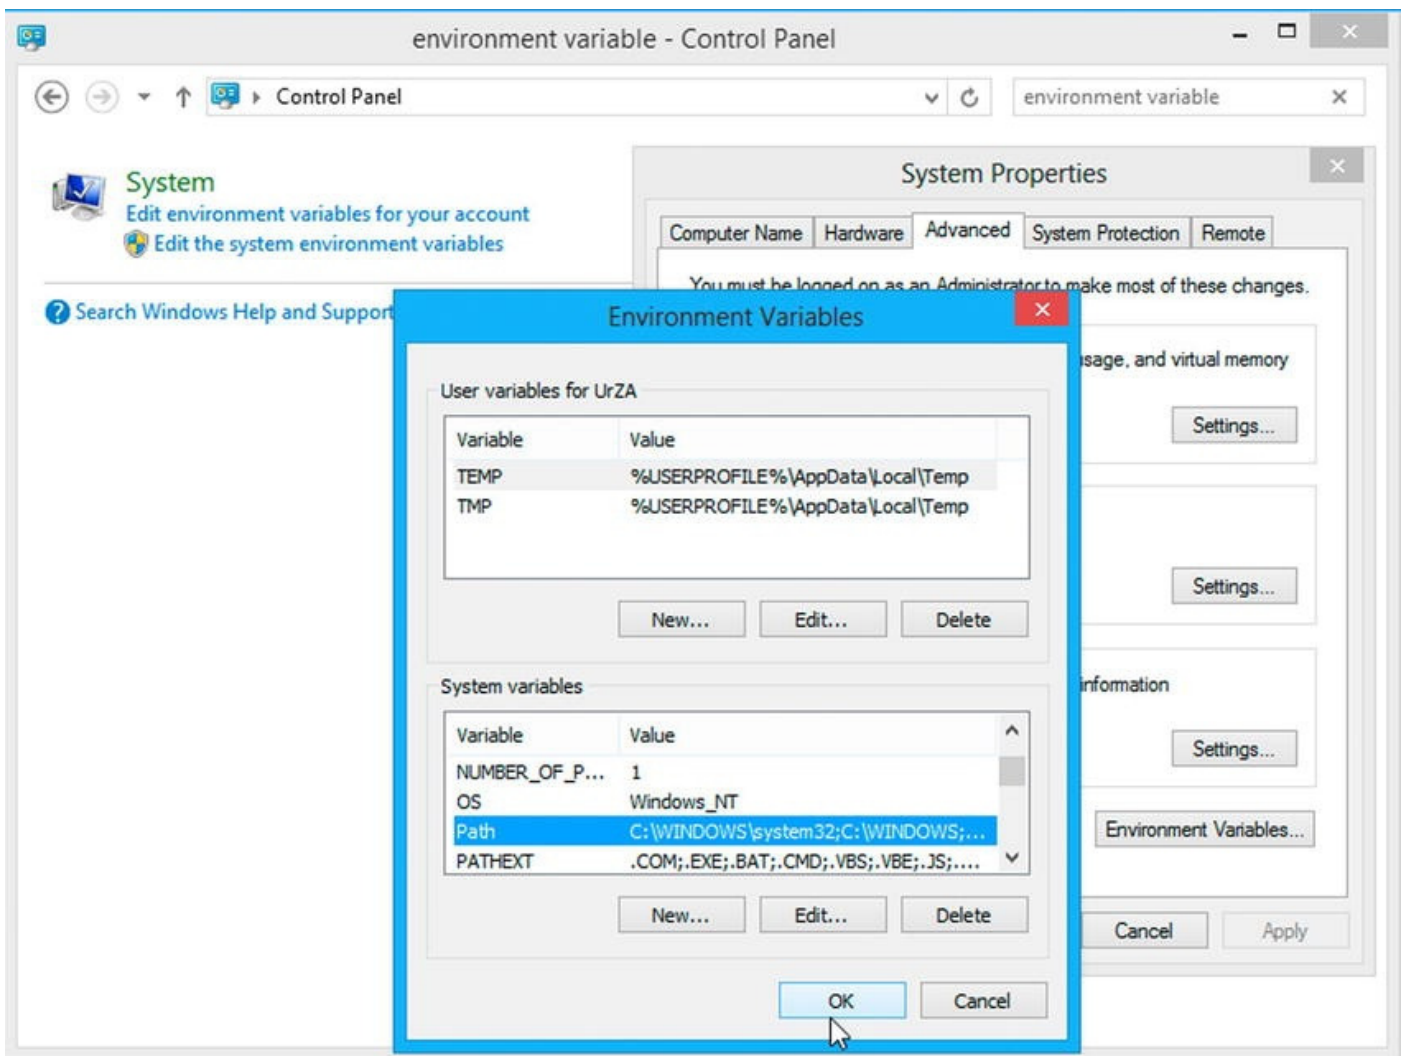 environment variable - Control Panel
Control Panel
environment variable
System
Edit environment variables for your account
Edit the system environment variables
Search Windows Help and Support
System Properties
Computer Name Hardware Advanced System Protection Remote
You must be logged on as an Administrator to make most of these changes.
usage, and virtual memory
Settings...
Settings...
information
Settings...
Environment Variables...
Cancel Apply
Environment Variables
User variables for UrZA
Variable Value
TEMP %USERPROFILE%\AppData\Local\Temp
TMP %USERPROFILE%\AppData\Local\Temp
New... Edit... Delete
System variables
Variable Value
NUMBER_OF_P... 1
OS Windows_NT
Path C:\WINDOWS\system32;C:\WINDOWS;...
PATHEXT .COM;.EXE;.BAT;.CMD;.VBS;.VBE;.JS;....
New... Edit... Delete
OK Cancel